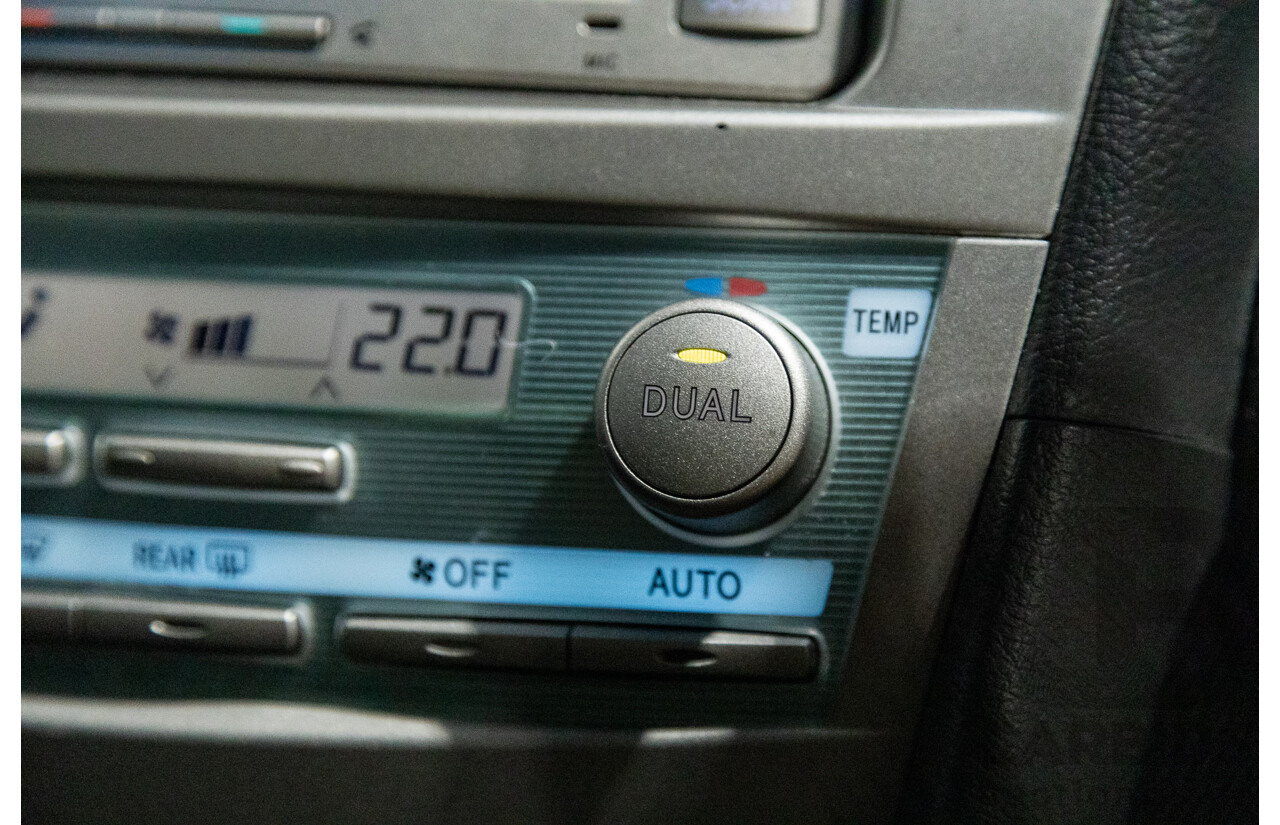 MIC
22.0
TEMP
DUAL
REAR
OFF
AUTO